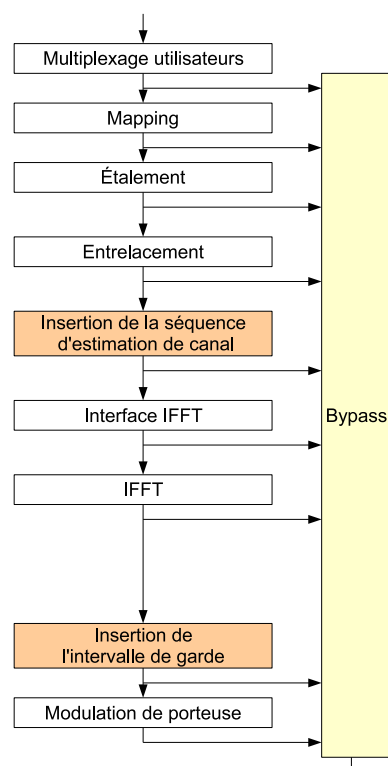 Multiplexage utilisateurs
Mapping
Étalement
Entrelacement
Insertion de la séquence
d'estimation de canal
Interface IFFT
Bypass
IFFT
Insertion de
l'intervalle de garde
Modulation de porteuse